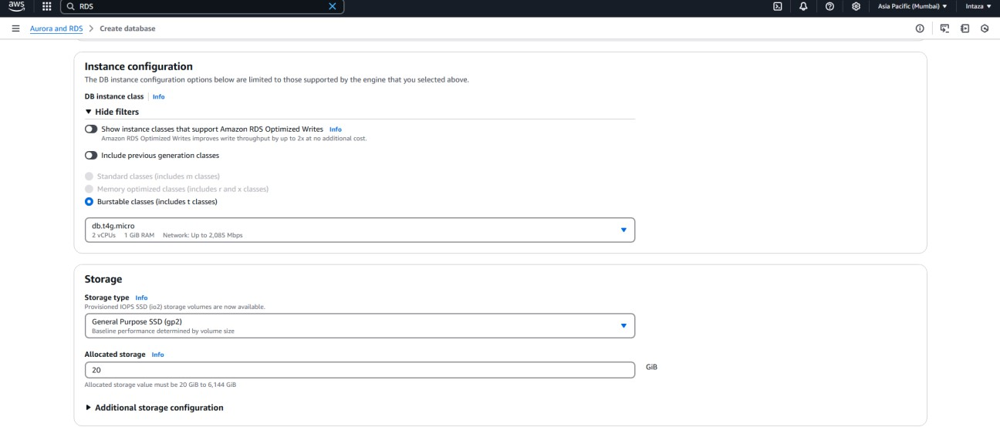 aws
RDS
Asia Pacific (Mumbai)
Intaza
Aurora and RDS > Create database
Instance configuration
The DB instance configuration options below are limited to those supported by the engine that you selected above.
DB instance class | Info
Hide filters
Show instance classes that support Amazon RDS Optimized Writes Info
Amazon RDS Optimized Writes improves write throughput by up to 2x at no additional cost.
Include previous generation classes
Standard classes (includes m classes)
Memory optimized classes (includes r and x classes)
Burstable classes (includes t classes)
db.t4g.micro
2 vCPUs 1 GiB RAM Network: Up to 2,085 Mbps
Storage
Storage type Info
Provisioned IOPS SSD (io2) storage volumes are now available.
General Purpose SSD (gp2)
Baseline performance determined by volume size
Allocated storage Info
20 GiB
Allocated storage value must be 20 GiB to 6,144 GiB
Additional storage configuration